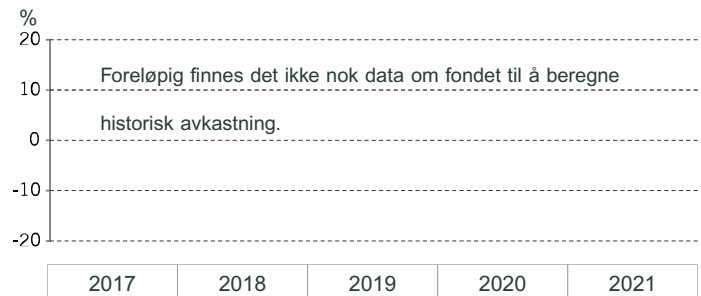 %
20
10
0
-10
-20
Foreløpig finnes det ikke nok data om fondet til å beregne
historisk avkastning.
2017 2018 2019 2020 2021